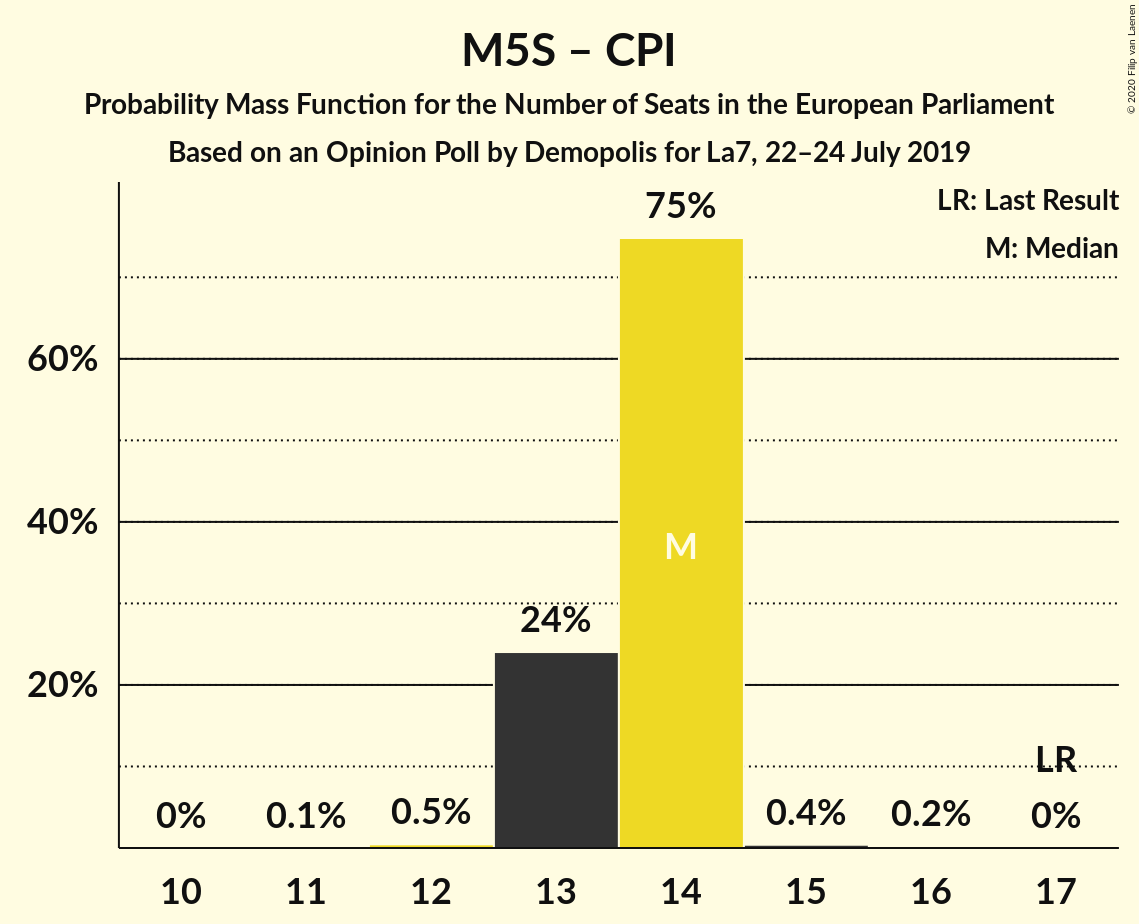 M5S – CPI
Probability Mass Function for the Number of Seats in the European Parliament
Based on an Opinion Poll by Demopolis for La7, 22–24 July 2019
© 2020 Filip van Laenen
LR: Last Result
M: Median
75%
60%
40%
M
24%
20%
LR
0% 0.1% 0.5% 0.4% 0.2% 0%
10 11 12 13 14 15 16 17